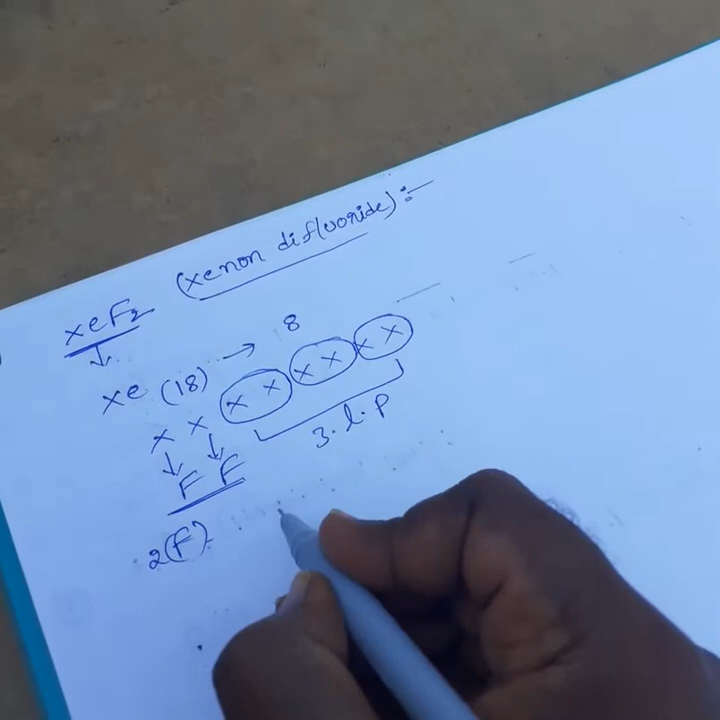 (xenon difluoride):-
xeF2
xe (18) → 8
x x x x x x x x
↓ ↓
F F
3.l.p
2(F)-